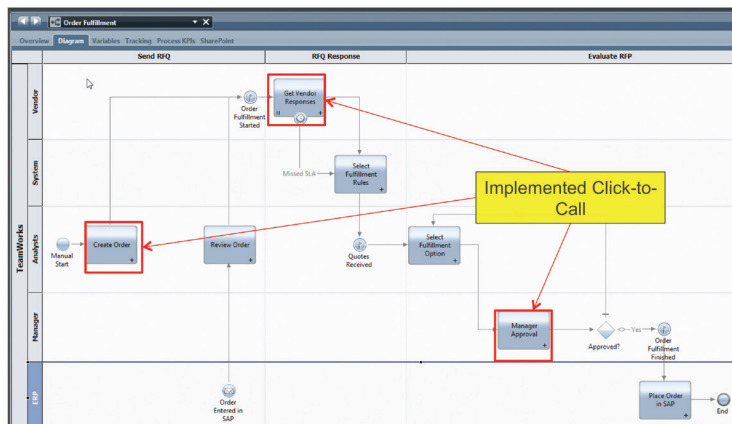 Order Fulfillment
Overview Diagram Variables Tracking Process KPIs SharePoint
Send RFQ RFQ Response Evaluate RFP
TeamWorks
Vendor
Order
Fulfillment
Started
Get Vendor
Responses
System
Missed SLA
Select
Fulfillment
Rules
Implemented Click-to-
Call
Analysts
Manual
Start
Create Order
Review Order
Quotes
Received
Select
Fulfillment
Option
Manager
Manager
Approval
Approved?
Yes
Order
Fulfillment
Finished
ERP
Order
Entered in
SAP
Place Order
in SAP
End